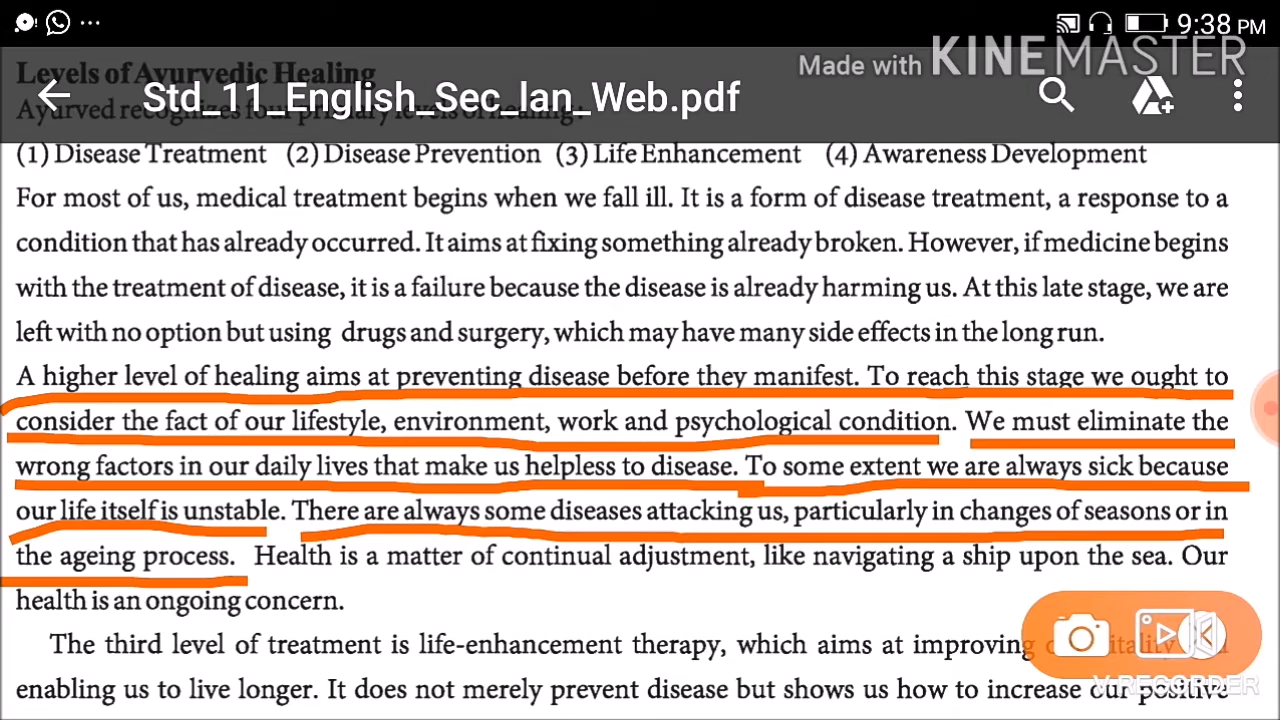 9:38 PM
Made with KINEMASTER
Levels of Ayurvedic Healing
Std_11_English_Sec_lan_Web.pdf
Ayurved recognizes four primary levels of healing :
(1) Disease Treatment (2) Disease Prevention (3) Life Enhancement (4) Awareness Development
For most of us, medical treatment begins when we fall ill. It is a form of disease treatment, a response to a
condition that has already occurred. It aims at fixing something already broken. However, if medicine begins
with the treatment of disease, it is a failure because the disease is already harming us. At this late stage, we are
left with no option but using drugs and surgery, which may have many side effects in the long run.
A higher level of healing aims at preventing disease before they manifest. To reach this stage we ought to
consider the fact of our lifestyle, environment, work and psychological condition. We must eliminate the
wrong factors in our daily lives that make us helpless to disease. To some extent we are always sick because
our life itself is unstable. There are always some diseases attacking us, particularly in changes of seasons or in
the ageing process. Health is a matter of continual adjustment, like navigating a ship upon the sea. Our
health is an ongoing concern.
The third level of treatment is life-enhancement therapy, which aims at improving
enabling us to live longer. It does not merely prevent disease but shows us how to increase our positive
V RECORDER